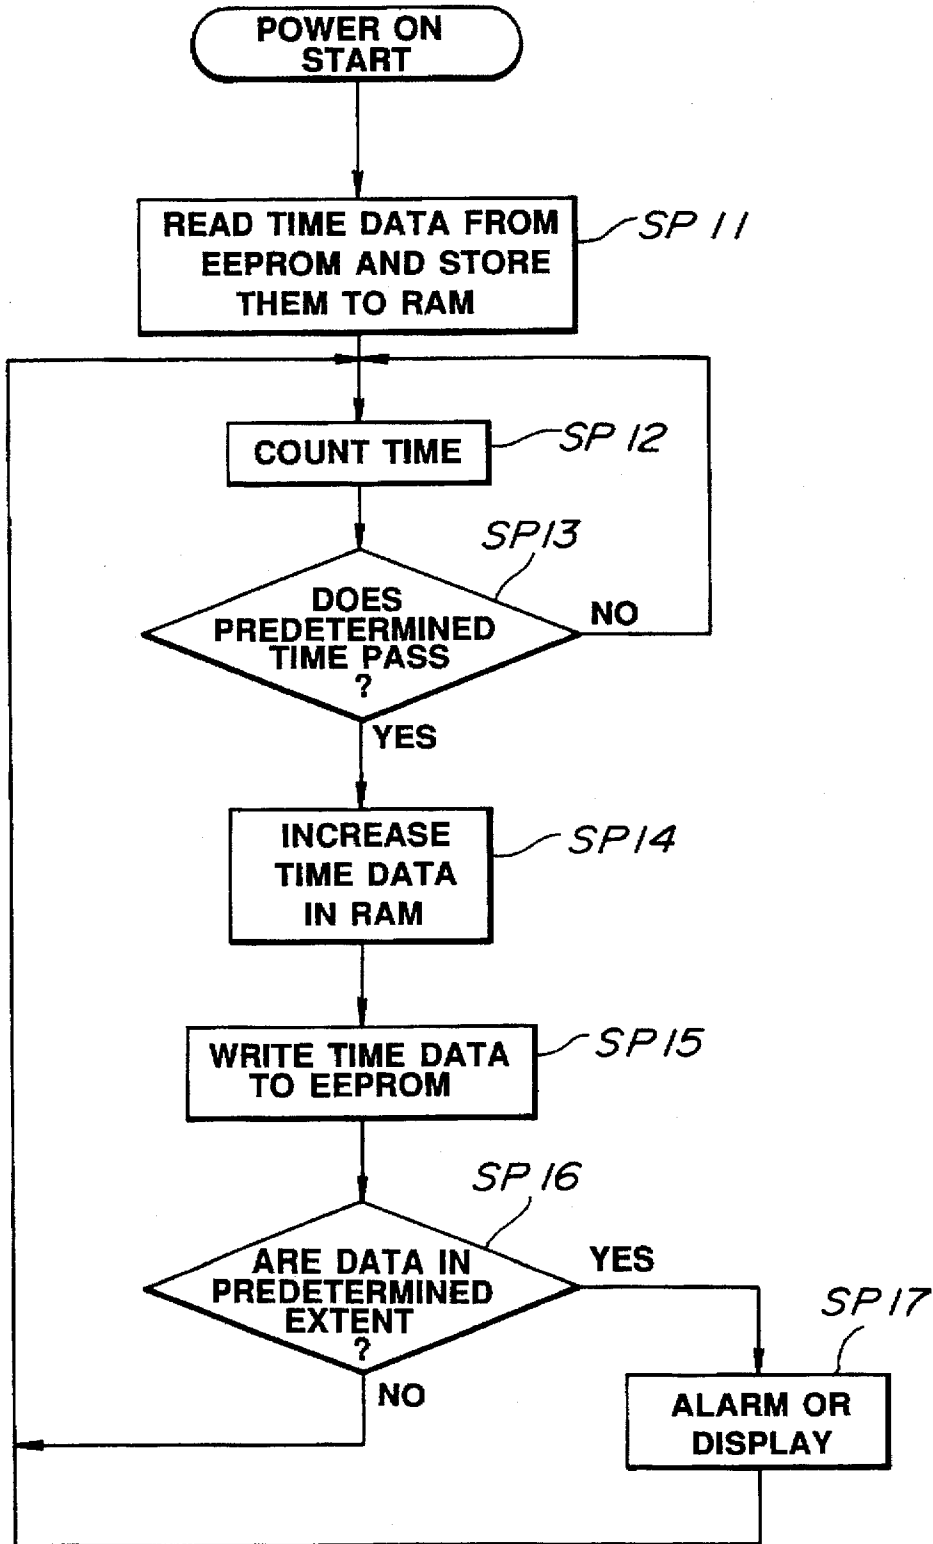 POWER ON
START
READ TIME DATA FROM
EEPROM AND STORE
THEM TO RAM
SP 11
COUNT TIME
SP 12
SP13
DOES
PREDETERMINED
TIME PASS
?
NO
YES
INCREASE
TIME DATA
IN RAM
SP14
WRITE TIME DATA
TO EEPROM
SP15
SP 16
ARE DATA IN
PREDETERMINED
EXTENT
?
YES
NO
SP17
ALARM OR
DISPLAY